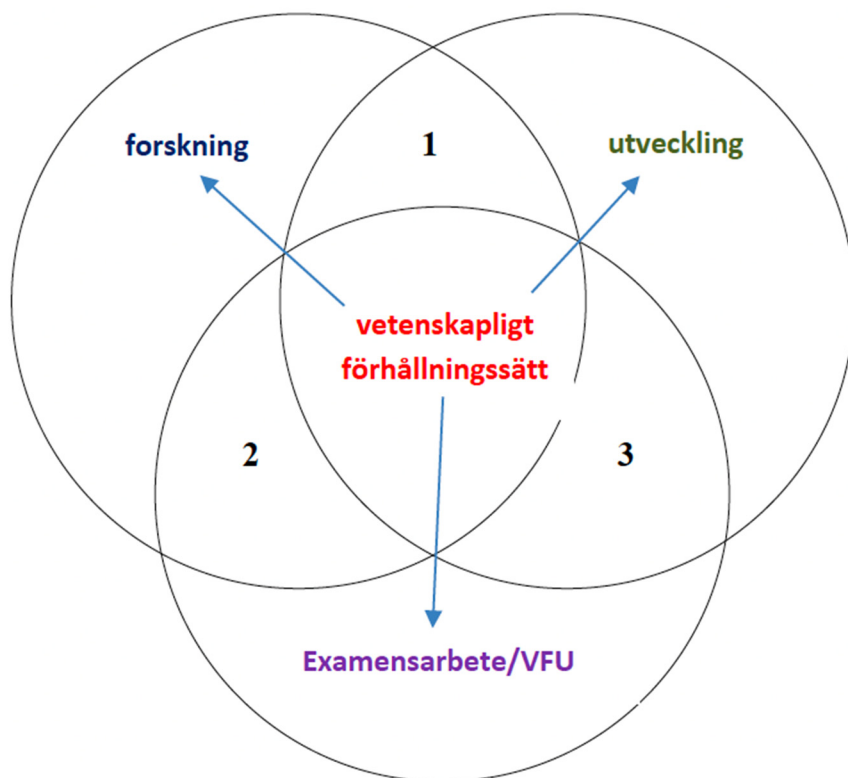 forskning
1
utveckling
vetenskapligt
förhållningssätt
2
3
Examensarbete/VFU